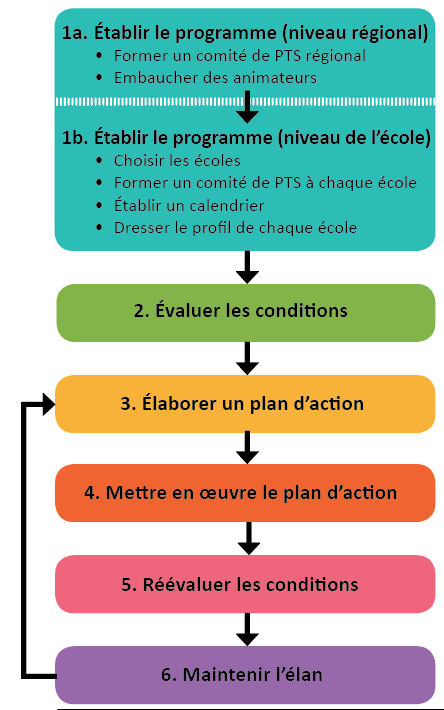 1a. Établir le programme (niveau régional)
• Former un comité de PTS régional
• Embaucher des animateurs
1b. Établir le programme (niveau de l'école)
• Choisir les écoles
• Former un comité de PTS à chaque école
• Établir un calendrier
• Dresser le profil de chaque école
2. Évaluer les conditions
3. Élaborer un plan d'action
4. Mettre en œuvre le plan d'action
5. Réévaluer les conditions
6. Maintenir l'élan